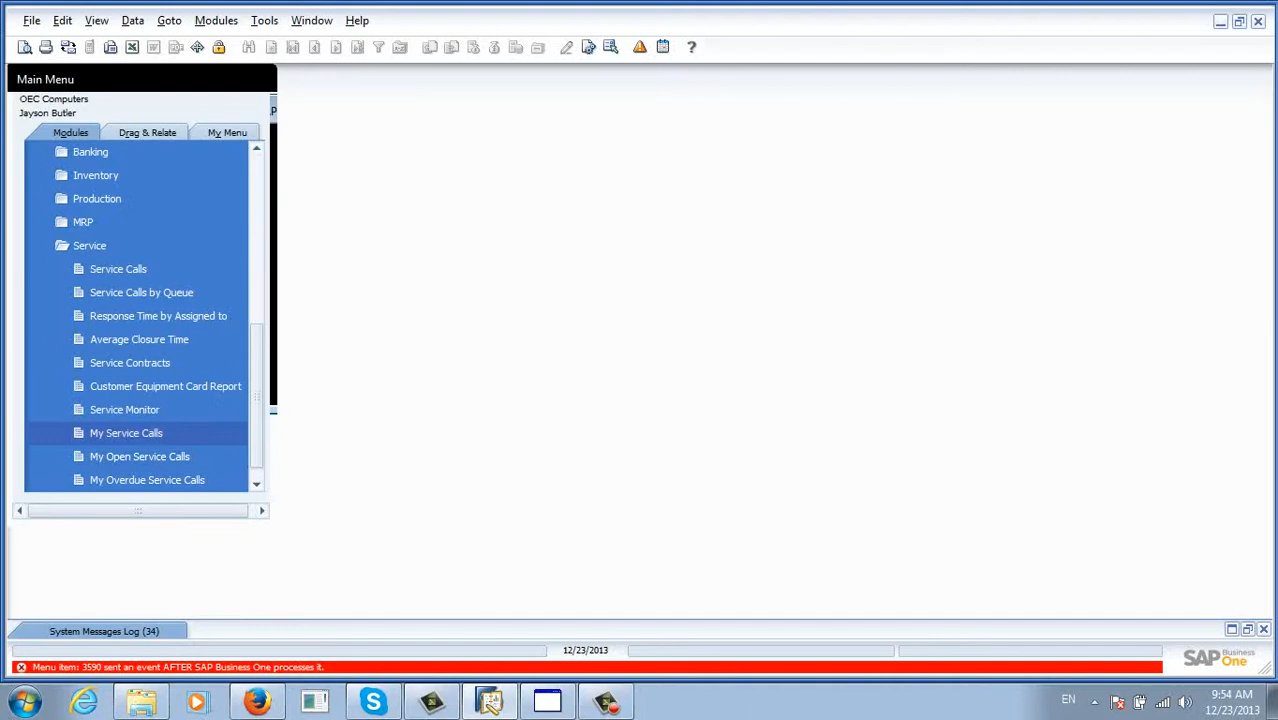 File Edit View Data Goto Modules Tools Window Help
Main Menu
OEC Computers
Jayson Butler
Modules Drag & Relate My Menu
Banking
Inventory
Production
MRP
Service
Service Calls
Service Calls by Queue
Response Time by Assigned to
Average Closure Time
Service Contracts
Customer Equipment Card Report
Service Monitor
My Service Calls
My Open Service Calls
My Overdue Service Calls
System Messages Log (34)
12/23/2013
Menu item: 3590 sent an event AFTER SAP Business One processes it.
SAP Business One
EN
9:54 AM
12/23/2013